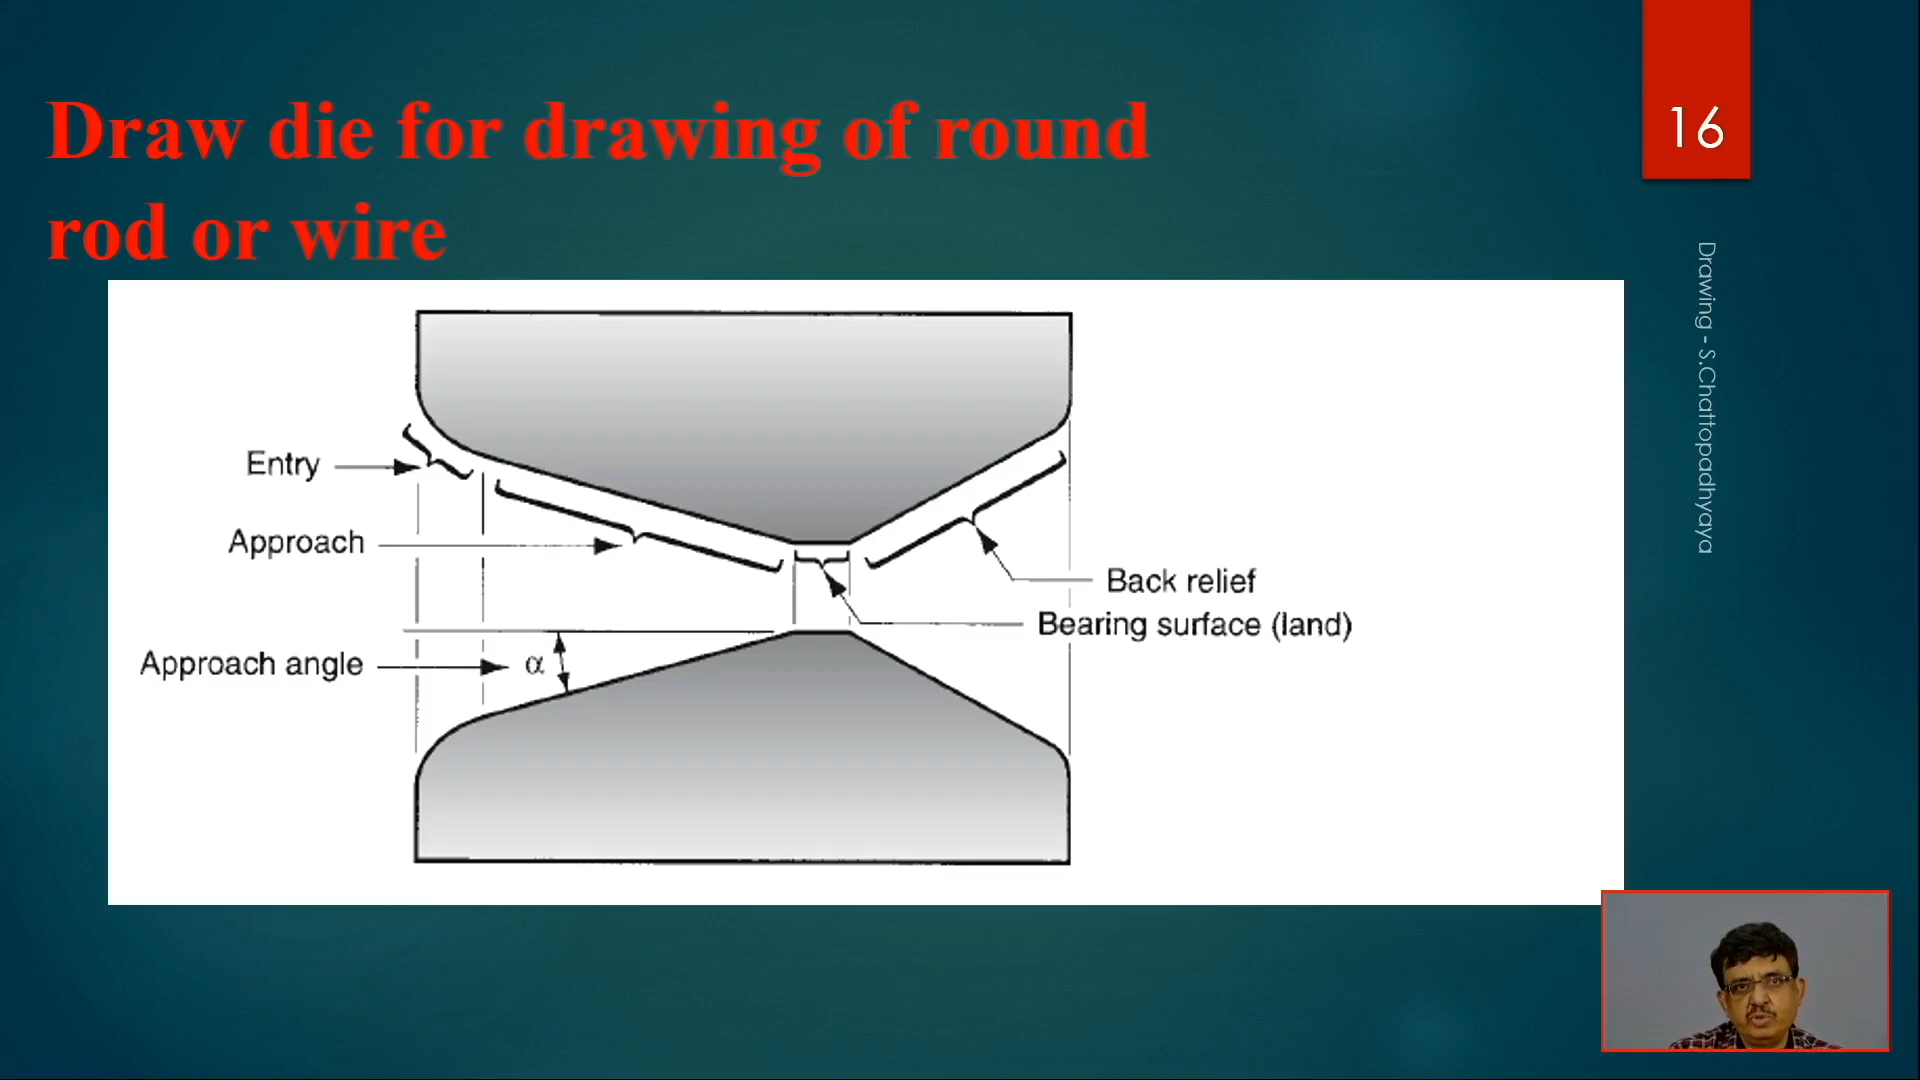 Draw die for drawing of round
rod or wire
16
Drawing - S.Chattopadhyaya
Entry
Approach
Back relief
Bearing surface (land)
Approach angle
α